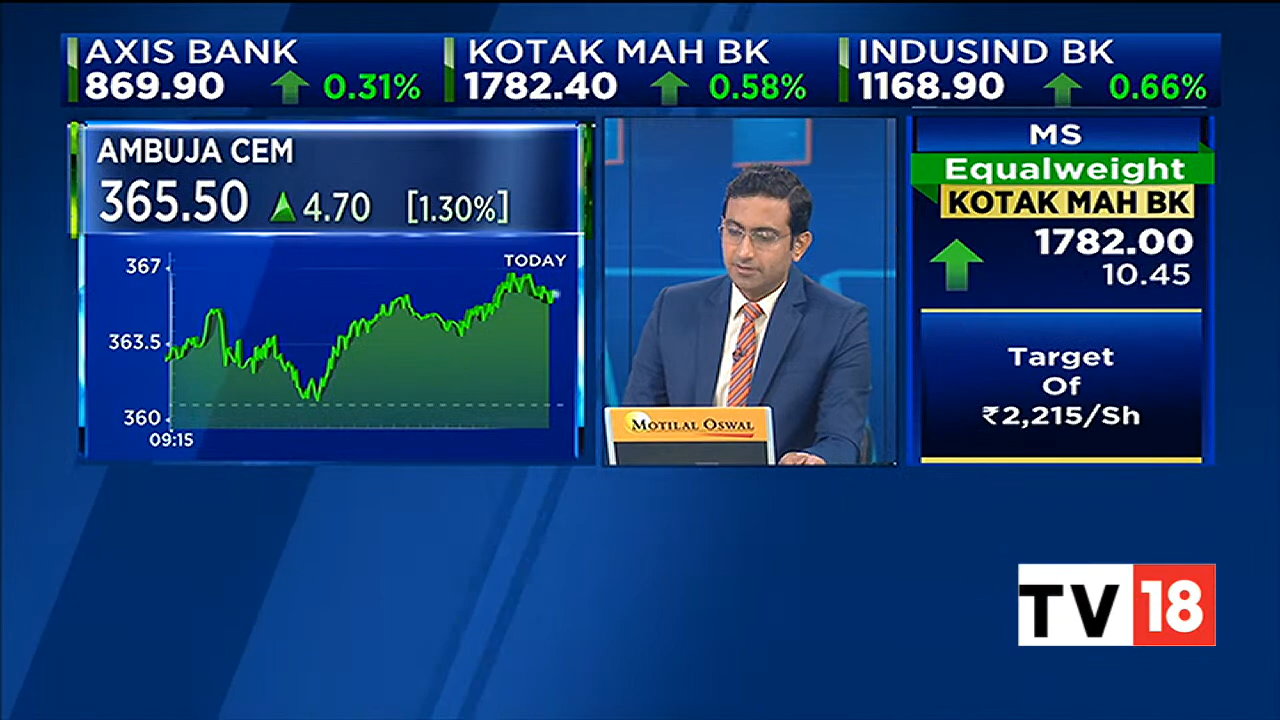 AXIS BANK
869.90 0.31%
KOTAK MAH BK
1782.40 0.58%
INDUSIND BK
1168.90 0.66%
AMBUJA CEM
365.50 4.70 [1.30%]
TODAY
367
363.5
360
09:15
MOTILAL OSWAL
MS
Equalweight
KOTAK MAH BK
1782.00
10.45
Target
Of
₹2,215/Sh
TV18